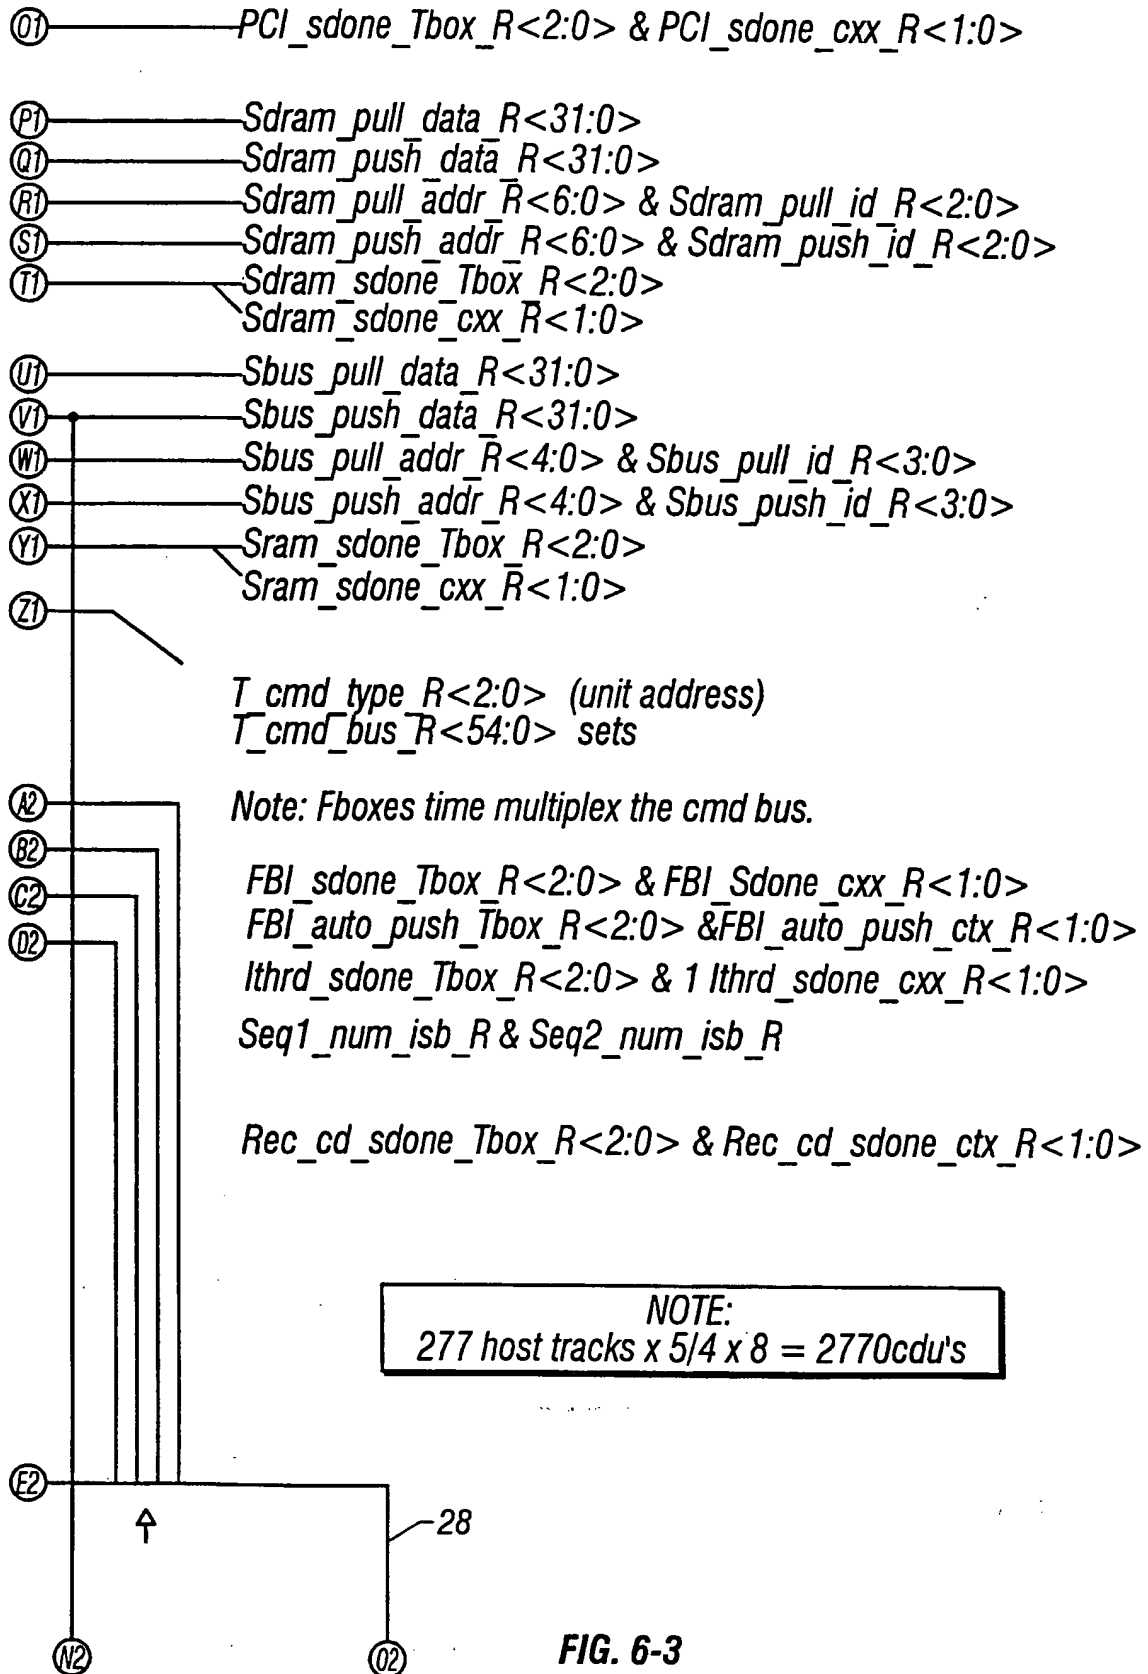 O1 PCI_sdone_Tbox_R<2:0> & PCI_sdone_cxx_R<1:0>
P1 Sdram_pull_data_R<31:0>
Q1 Sdram_push_data_R<31:0>
R1 Sdram_pull_addr_R<6:0> & Sdram_pull_id_R<2:0>
S1 Sdram_push_addr_R<6:0> & Sdram_push_id_R<2:0>
T1 Sdram_sdone_Tbox_R<2:0>
Sdram_sdone_cxx_R<1:0>
U1 Sbus_pull_data_R<31:0>
V1 Sbus_push_data_R<31:0>
W1 Sbus_pull_addr_R<4:0> & Sbus_pull_id_R<3:0>
X1 Sbus_push_addr_R<4:0> & Sbus_push_id_R<3:0>
Y1 Sram_sdone_Tbox_R<2:0>
Sram_sdone_cxx_R<1:0>
Z1
T_cmd_type_R<2:0> (unit address)
T_cmd_bus_R<54:0> sets
A2 Note: Fboxes time multiplex the cmd bus.
B2
C2 FBI_sdone_Tbox_R<2:0> & FBI_Sdone_cxx_R<1:0>
D2 FBI_auto_push_Tbox_R<2:0> &FBI_auto_push_ctx_R<1:0>
Ithrd_sdone_Tbox_R<2:0> & 1 Ithrd_sdone_cxx_R<1:0>
Seq1_num_isb_R & Seq2_num_isb_R
Rec_cd_sdone_Tbox_R<2:0> & Rec_cd_sdone_ctx_R<1:0>
NOTE:
277 host tracks x 5/4 x 8 = 2770cdu's
E2
28
N2 O2 FIG. 6-3